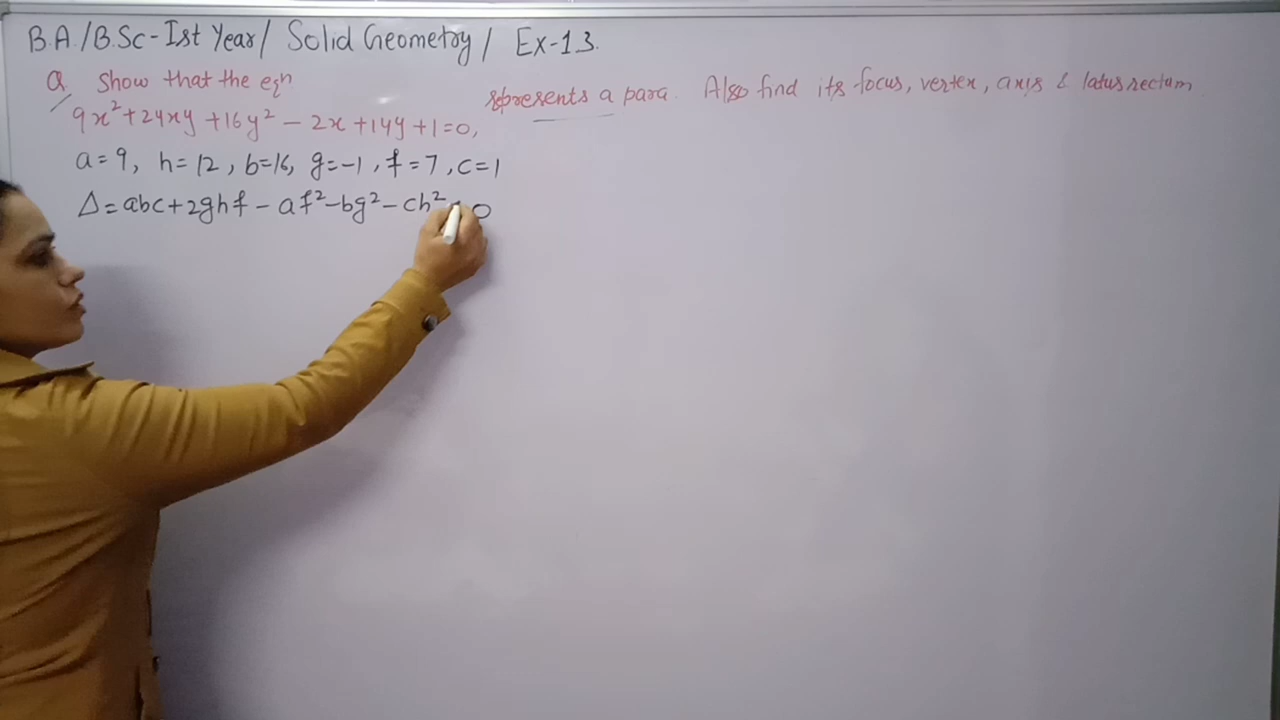 B.A./B.Sc-Ist Year/ Solid Geometry/ Ex-1.3.
Q. Show that the eqn
9x²+24xy+16y²-2x+14y+1=0, represents a para. Also find its focus, vertex, axis & latus rectum
a=9, h=12, b=16, g=-1, f=7, c=1
Δ=abc+2ghf-af²-bg²-ch² 0